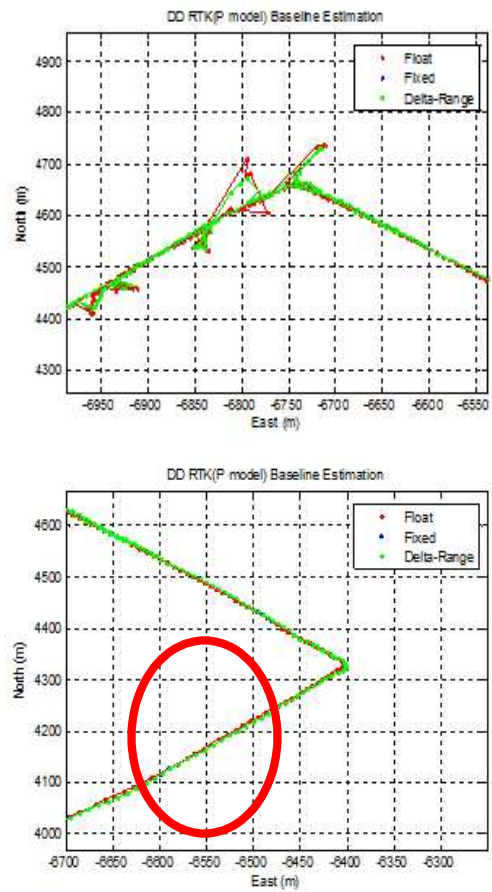 DD RTK(P model) Baseline Estimation
Float
Fixed
Delta-Range
4900
4800
4700
4600
4500
4400
4300
North (m)
-6950 -6900 -6850 -6800 -6750 -6700 -6650 -6600 -6550
East (m)
DD RTK(P model) Baseline Estimation
Float
Fixed
Delta-Range
4600
4500
4400
4300
4200
4100
4000
North (m)
-6700 -6650 -6600 -6550 -6500 -6450 -6400 -6350 -6300
East (m)